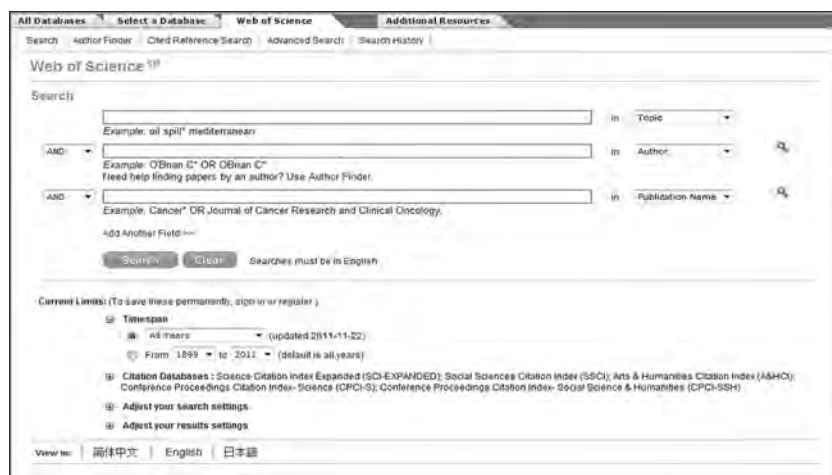 All Databases Select a Database Web of Science Additional Resources
Search Author Finder Cited Reference Search Advanced Search Search History
Web of Science SM
Search
in Topic
Example: oil spill* mediterranean
AND in Author
Example: O'Brian C* OR OBrian C*
Need help finding papers by an author? Use Author Finder.
AND in Publication Name
Example: Cancer* OR Journal of Cancer Research and Clinical Oncology
Add Another Field >>
Search Clear Searches must be in English
Current Limits: (To save these permanently, sign in or register.)
Timespan
All Years (updated 2011-11-22)
From 1899 to 2011 (default is all years)
Citation Databases: Science Citation Index Expanded (SCI-EXPANDED); Social Sciences Citation Index (SSCI); Arts & Humanities Citation Index (A&HCI);
Conference Proceedings Citation Index- Science (CPCI-S); Conference Proceedings Citation Index- Social Science & Humanities (CPCI-SSH)
Adjust your search settings
Adjust your results settings
View in: 简体中文 English 日本語